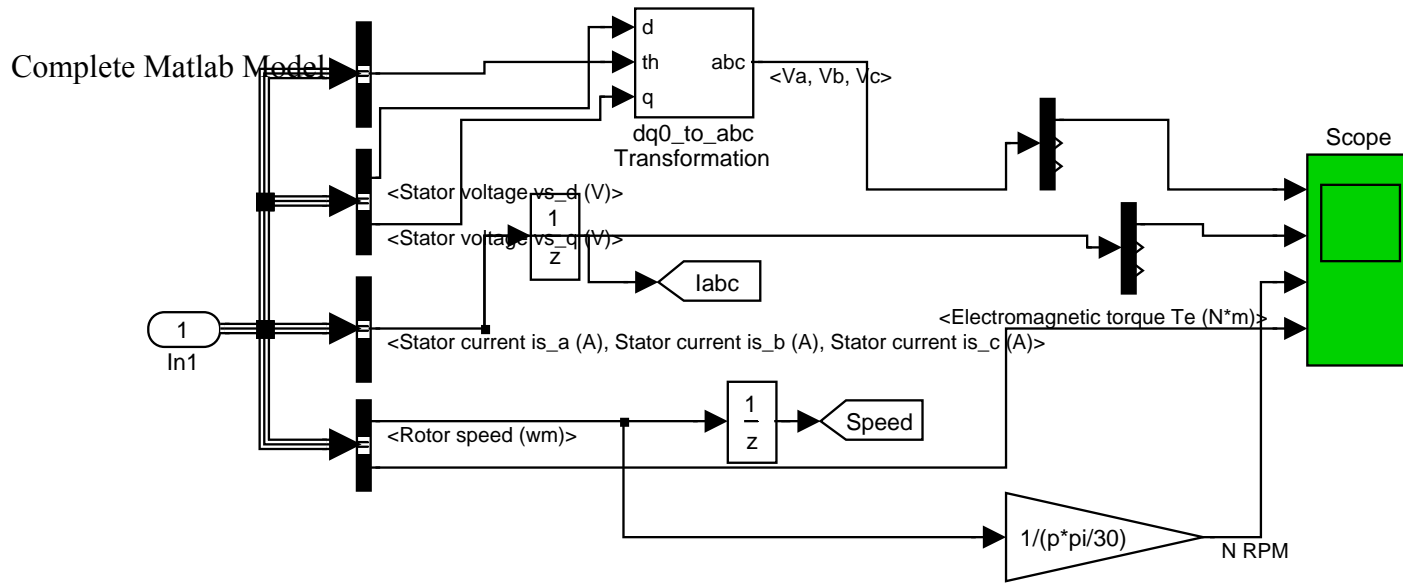 Complete Matlab Model
d
th
q
abc
<Va, Vb, Vc>
dq0_to_abc
Transformation
Scope
<Stator voltage vs_d (V)>
1
z
<Stator voltage vs_q (V)>
Iabc
1
In1
<Electromagnetic torque Te (N*m)>
<Stator current is_a (A), Stator current is_b (A), Stator current is_c (A)>
1
z
Speed
<Rotor speed (wm)>
1/(p*pi/30)
N RPM